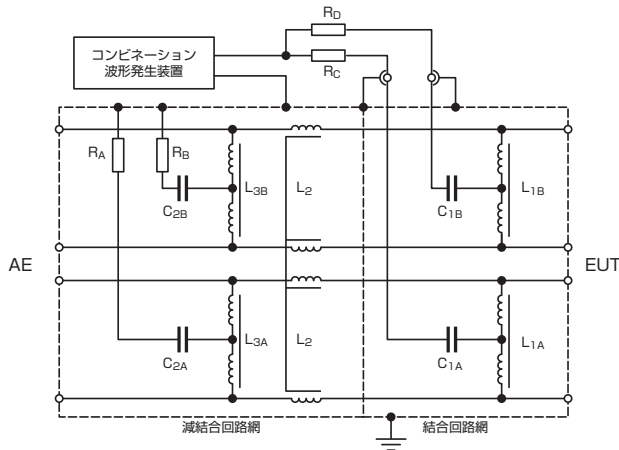 コンビネーション
波形発生装置
RD
RC
RA
RB
C2B
L3B
L2
C1B
L1B
AE
EUT
C2A
L3A
L2
C1A
L1A
減結合回路網
結合回路網